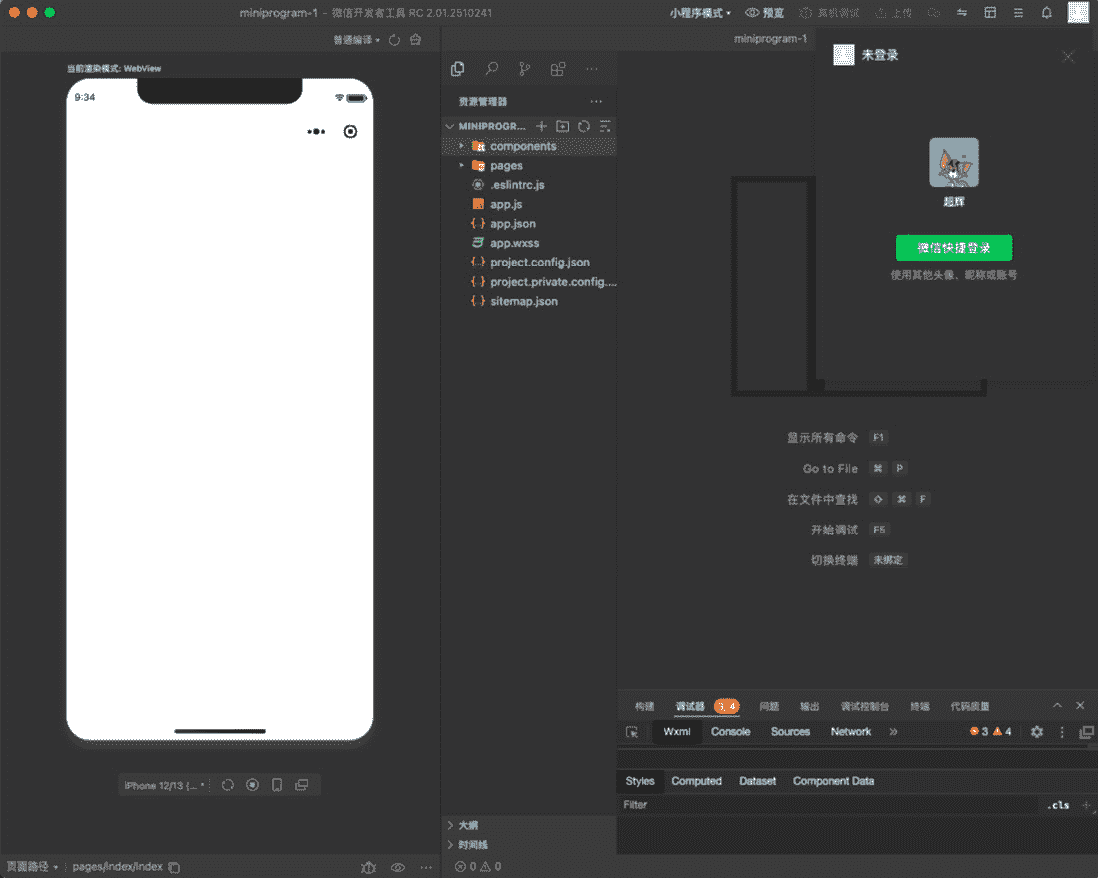 miniprogram-1 - 微信开发者工具 RC 2.01.2510241
小程序模式
预览
真机调试
上传
普通编译
miniprogram-1
当前渲染模式: WebView
9:34
未登录
超辉
微信快捷登录
使用其他头像、昵称或账号
资源管理器
MINIPROGR...
components
pages
.eslintrc.js
app.js
app.json
app.wxss
project.config.json
project.private.config....
sitemap.json
显示所有命令 F1
Go to File ⌘ P
在文件中查找 ⇧ ⌘ F
开始调试 F5
切换终端 未绑定
构建 调试器 3, 4 问题 输出 调试控制台 终端 代码质量
Wxml Console Sources Network » 3 4
Styles Computed Dataset Component Data
Filter .cls
iPhone 12/13 (...
大纲
时间线
页面路径 pages/index/index
0 0